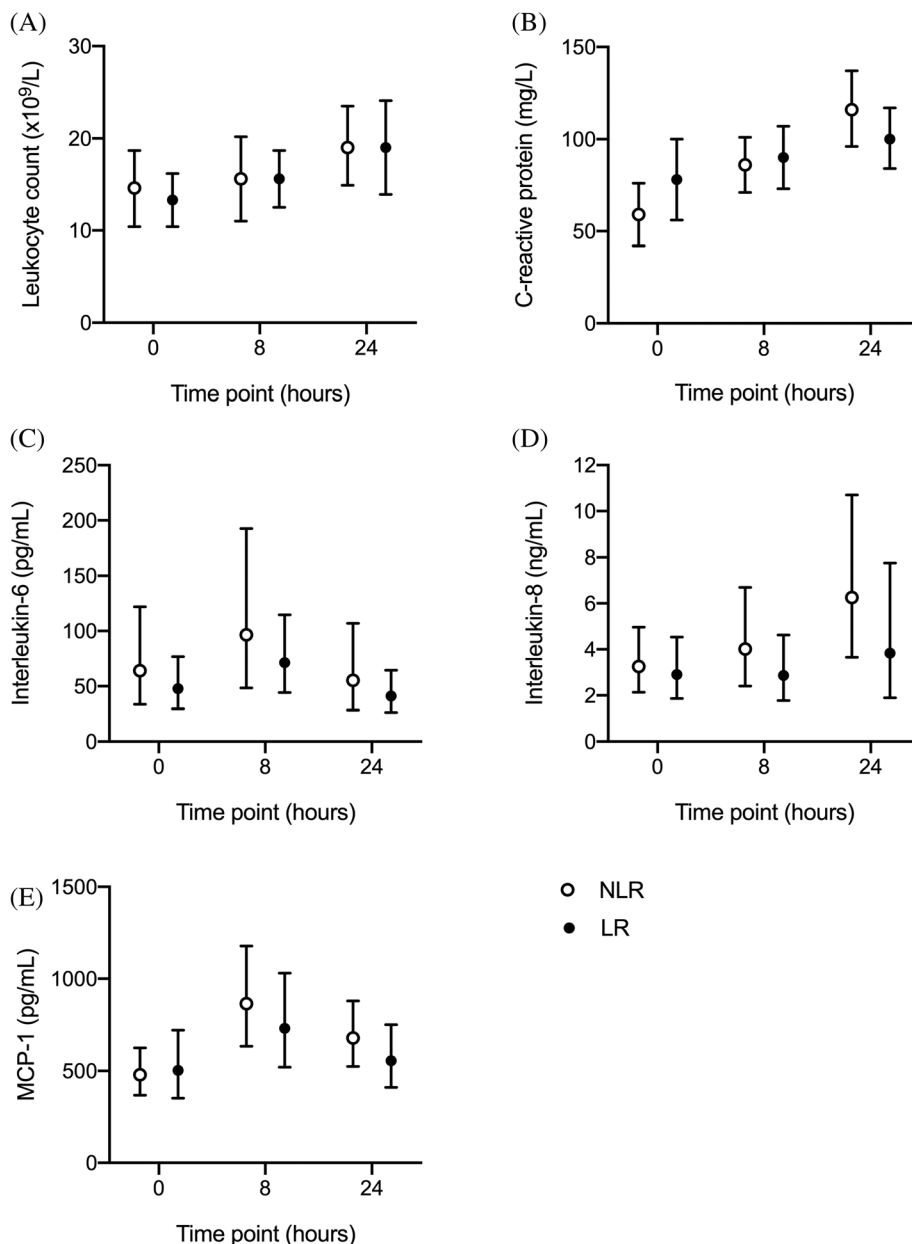 (A)
Leukocyte count (x10⁹/L)
30
20
10
0
0 8 24
Time point (hours)
(B)
C-reactive protein (mg/L)
150
100
50
0
0 8 24
Time point (hours)
(C)
Interleukin-6 (pg/mL)
250
200
150
100
50
0
0 8 24
Time point (hours)
(D)
Interleukin-8 (ng/mL)
12
10
8
6
4
2
0
0 8 24
Time point (hours)
(E)
MCP-1 (pg/mL)
1500
1000
500
0
0 8 24
Time point (hours)
NLR
LR